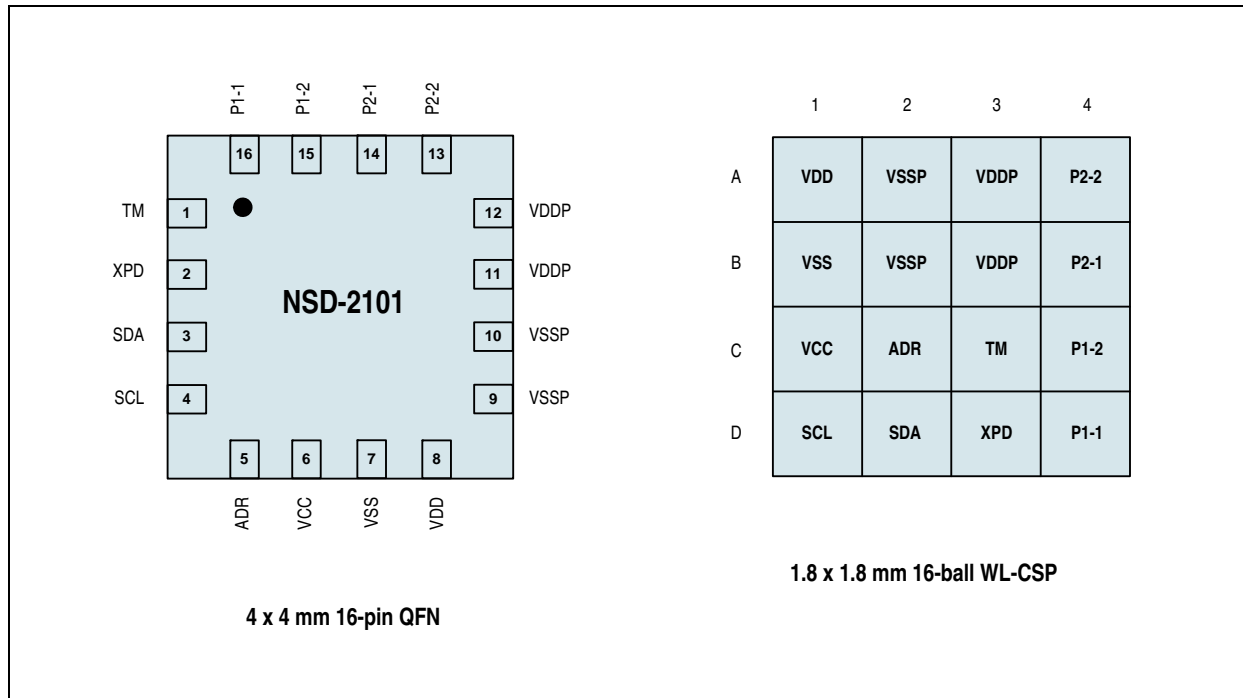 P1-1 P1-2 P2-1 P2-2
16 15 14 13
TM 1 12 VDDP
XPD 2 11 VDDP
NSD-2101
SDA 3 10 VSSP
SCL 4 9 VSSP
5 6 7 8
ADR VCC VSS VDD
4 x 4 mm 16-pin QFN
1 2 3 4
A VDD VSSP VDDP P2-2
B VSS VSSP VDDP P2-1
C VCC ADR TM P1-2
D SCL SDA XPD P1-1
1.8 x 1.8 mm 16-ball WL-CSP